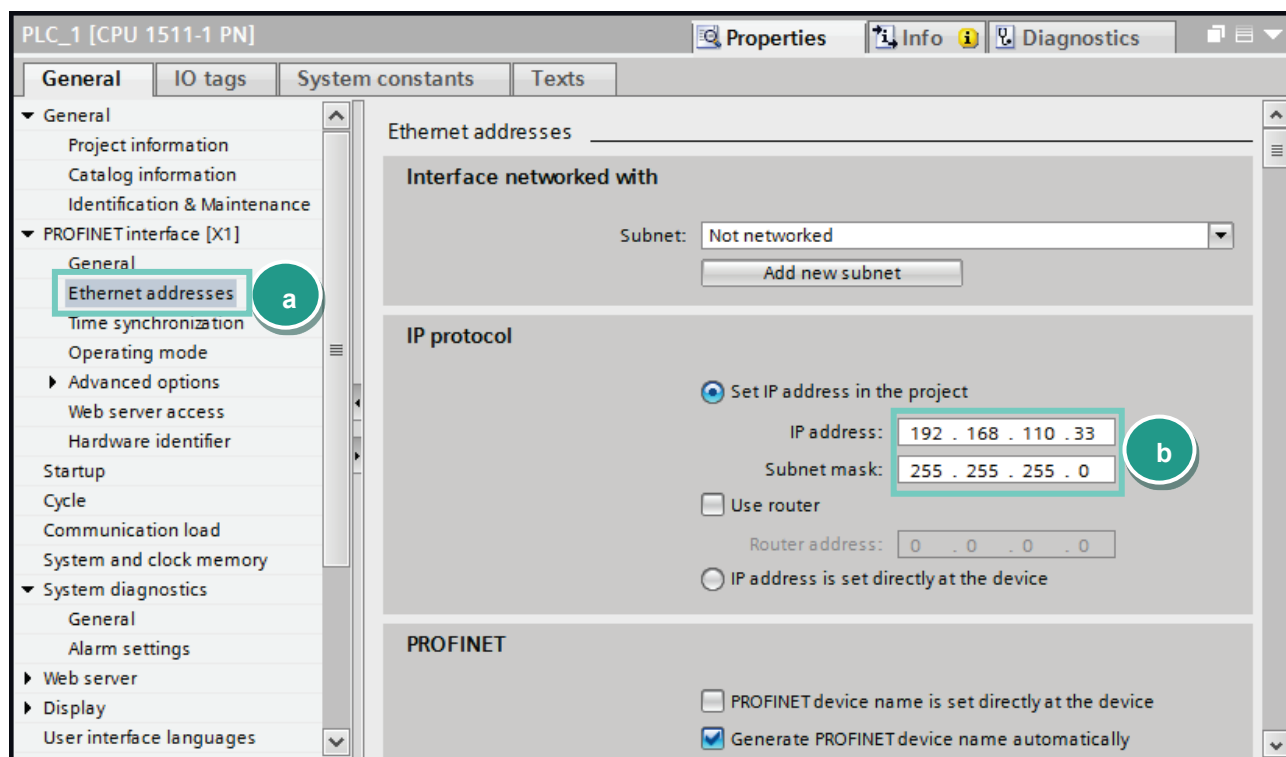 PLC_1 [CPU 1511-1 PN]
Properties
Info
Diagnostics
General
IO tags
System constants
Texts
General
Project information
Catalog information
Identification & Maintenance
PROFINET interface [X1]
General
Ethernet addresses
a
Time synchronization
Operating mode
Advanced options
Web server access
Hardware identifier
Startup
Cycle
Communication load
System and clock memory
System diagnostics
General
Alarm settings
Web server
Display
User interface languages
Ethernet addresses
Interface networked with
Subnet: Not networked
Add new subnet
IP protocol
Set IP address in the project
IP address: 192 . 168 . 110 . 33
b
Subnet mask: 255 . 255 . 255 . 0
Use router
Router address: 0 . 0 . 0 . 0
IP address is set directly at the device
PROFINET
PROFINET device name is set directly at the device
Generate PROFINET device name automatically